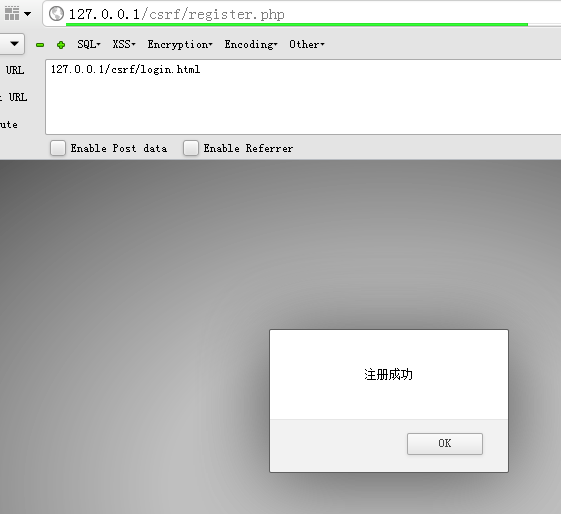 127.0.0.1/csrf/register.php
SQL▾ XSS▾ Encryption▾ Encoding▾ Other▾
URL
127.0.0.1/csrf/login.html
URL
ute
Enable Post data Enable Referrer
注册成功
OK